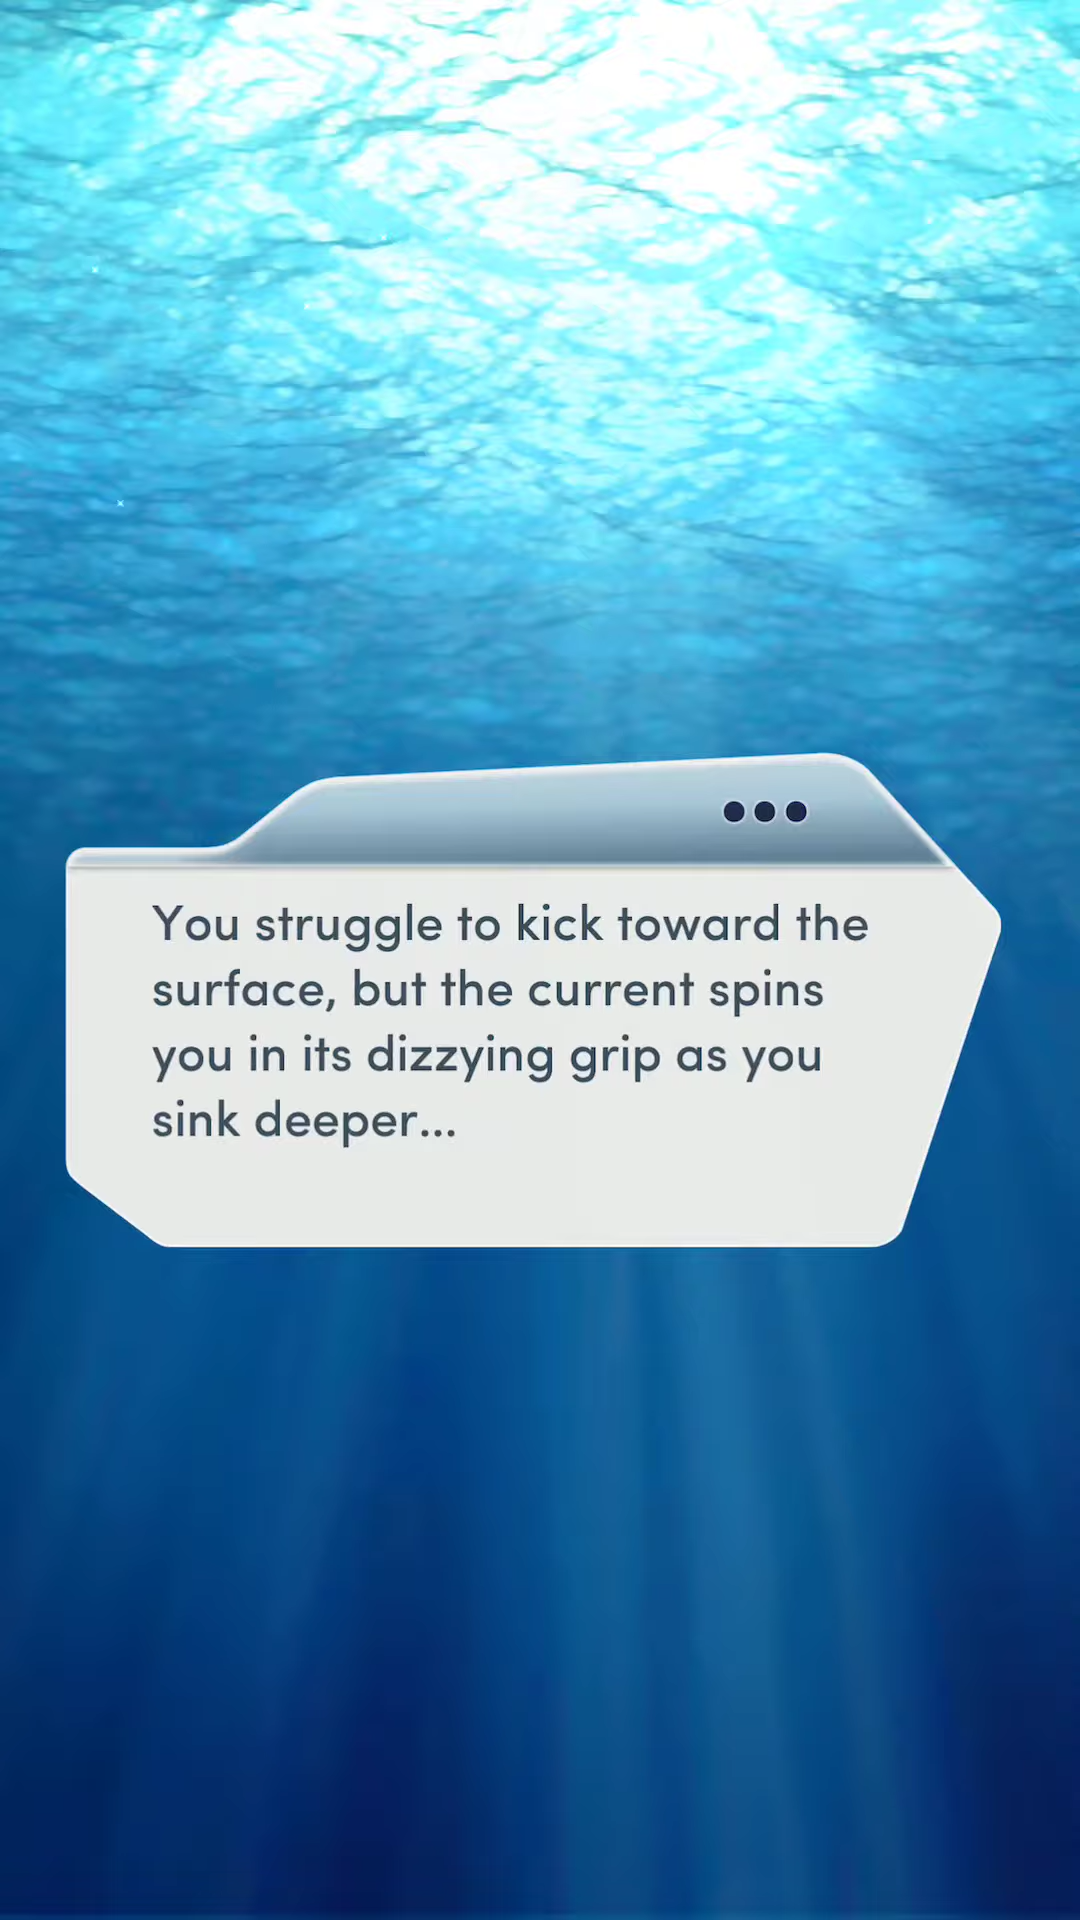 You struggle to kick toward the
surface, but the current spins
you in its dizzying grip as you
sink deeper...